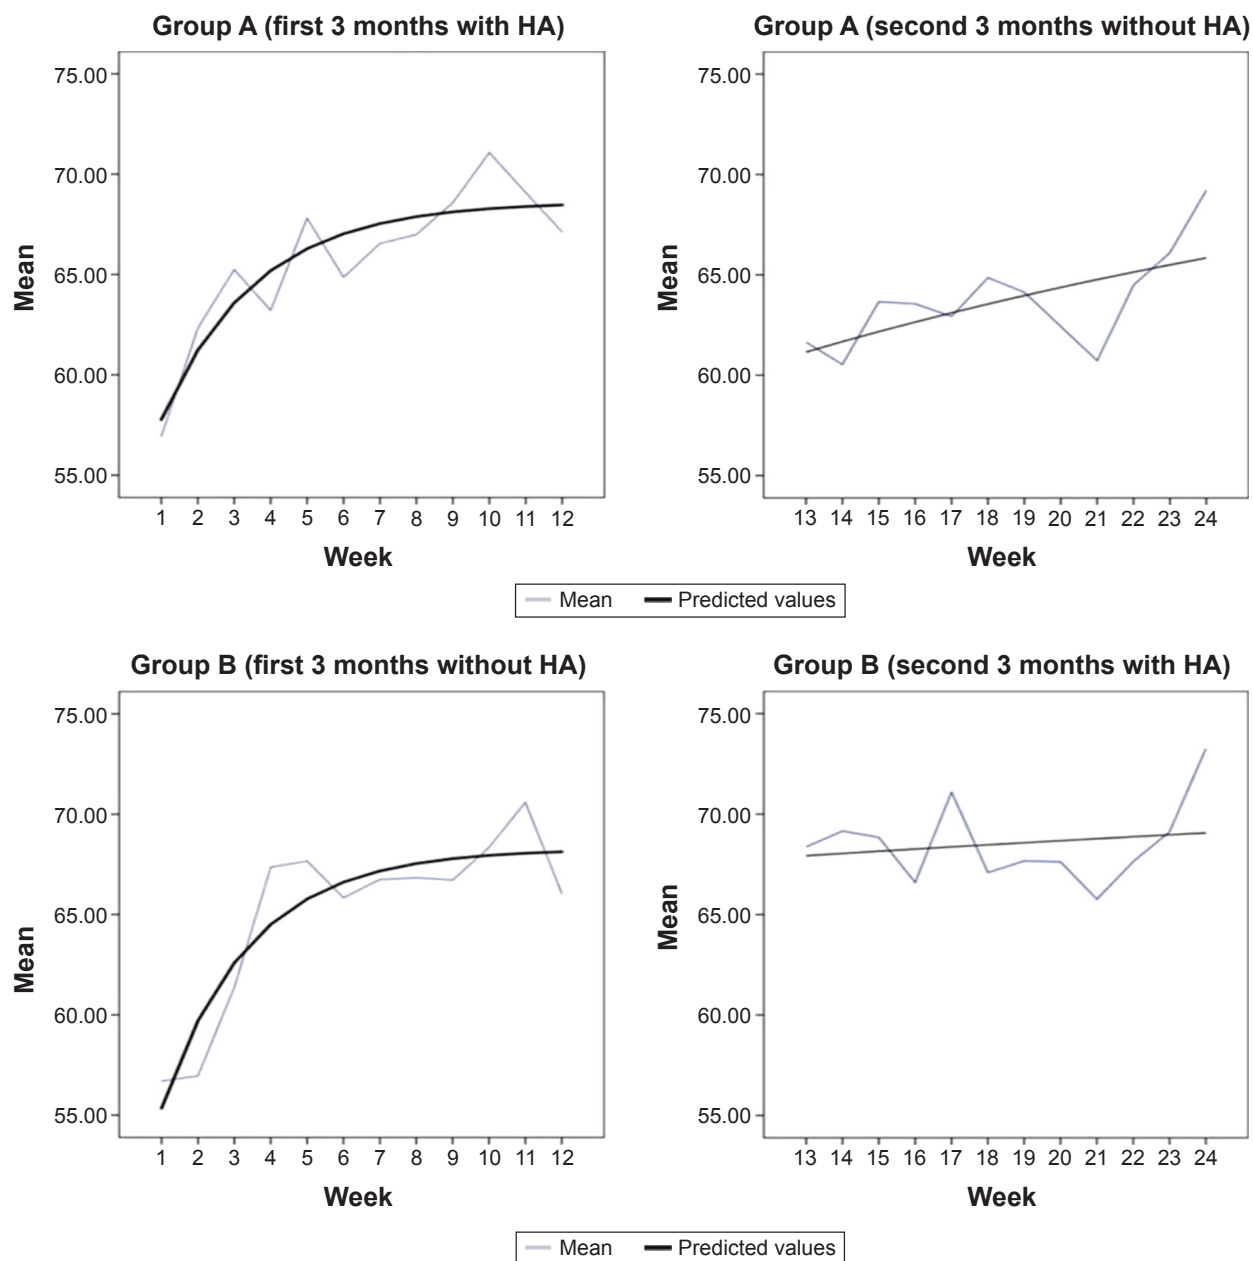 Group A (first 3 months with HA)
75.00
70.00
65.00
60.00
55.00
Mean
1 2 3 4 5 6 7 8 9 10 11 12
Week
Group A (second 3 months without HA)
75.00
70.00
65.00
60.00
55.00
Mean
13 14 15 16 17 18 19 20 21 22 23 24
Week
Mean Predicted values
Group B (first 3 months without HA)
75.00
70.00
65.00
60.00
55.00
Mean
1 2 3 4 5 6 7 8 9 10 11 12
Week
Group B (second 3 months with HA)
75.00
70.00
65.00
60.00
55.00
Mean
13 14 15 16 17 18 19 20 21 22 23 24
Week
Mean Predicted values